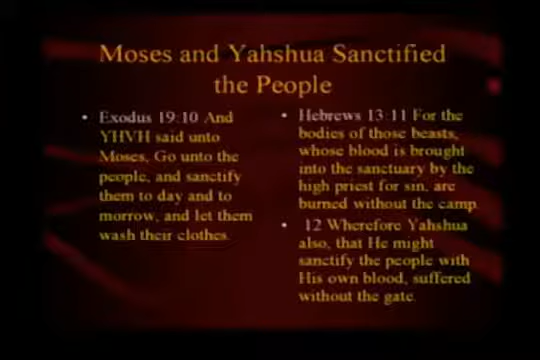 Moses and Yahshua Sanctified
the People
• Exodus 19:10 And
YHVH said unto
Moses, Go unto the
people, and sanctify
them to day and to
morrow, and let them
wash their clothes.
• Hebrews 13:11 For the
bodies of those beasts,
whose blood is brought
into the sanctuary by the
high priest for sin, are
burned without the camp.
• 12 Wherefore Yahshua
also, that He might
sanctify the people with
His own blood, suffered
without the gate.